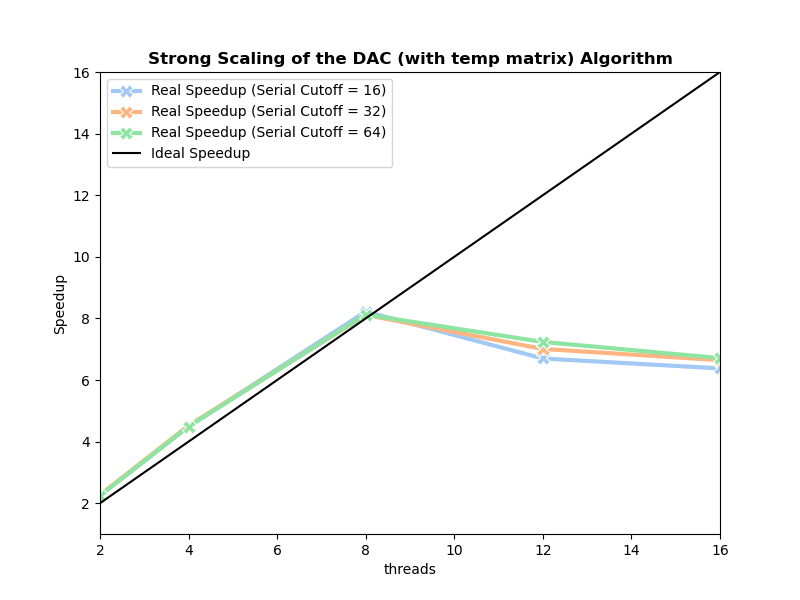 Strong Scaling of the DAC (with temp matrix) Algorithm
Real Speedup (Serial Cutoff = 16)
Real Speedup (Serial Cutoff = 32)
Real Speedup (Serial Cutoff = 64)
Ideal Speedup
Speedup
16
14
12
10
8
6
4
2
2 4 6 8 10 12 14 16
threads